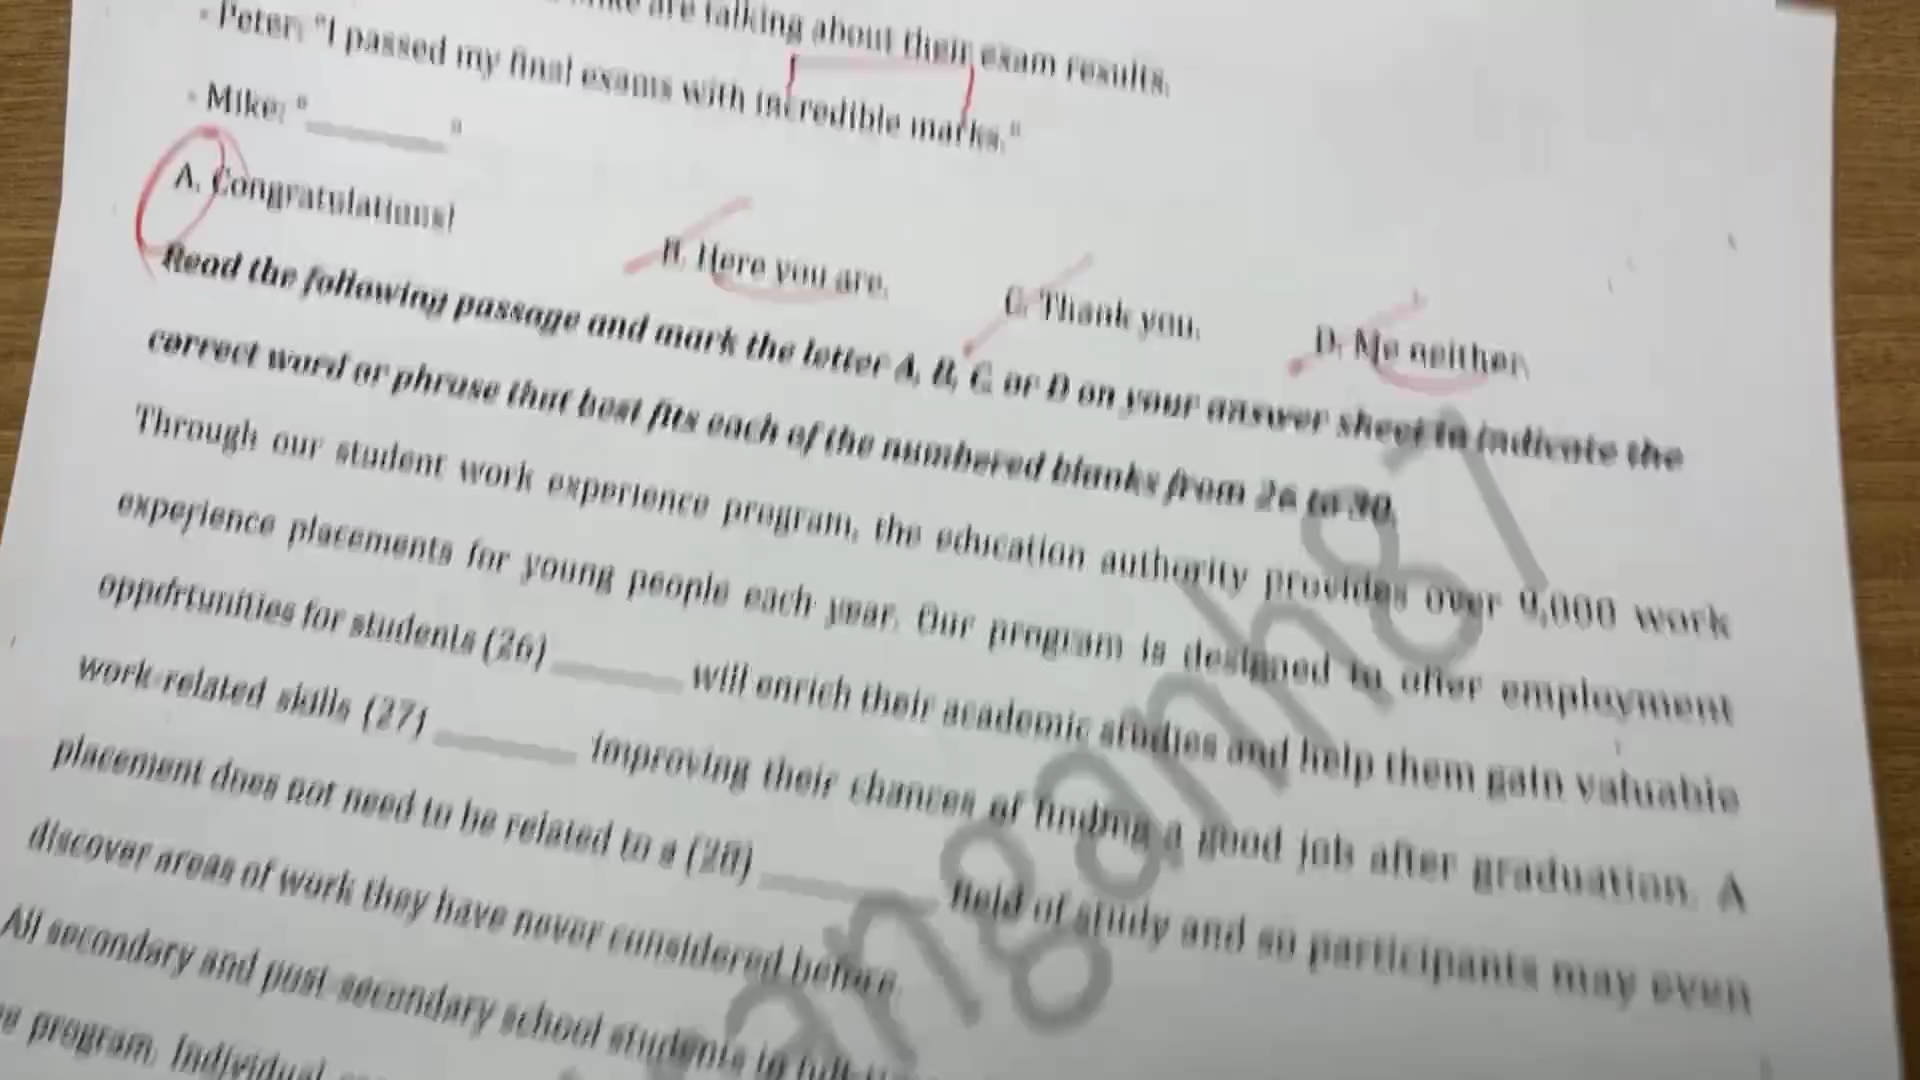 are talking about their exam results.
- Peter: "I passed my final exams with incredible marks."
- Mike: "________"
A. Congratulations!
B. Here you are.
C. Thank you.
D. Me neither.
Read the following passage and mark the letter A, B, C, or D on your answer sheet to indicate the
correct word or phrase that best fits each of the numbered blanks from 26 to 30.
Through our student work experience program, the education authority provides over 9,000 work
experience placements for young people each year. Our program is designed to offer employment
opportunities for students (26) ________ will enrich their academic studies and help them gain valuable
work-related skills (27) ________ improving their chances of finding a good job after graduation. A
placement does not need to be related to a (28) ________ field of study and so participants may even
discover areas of work they have never considered before.
All secondary and post-secondary school students in
program. Individual
anganh87